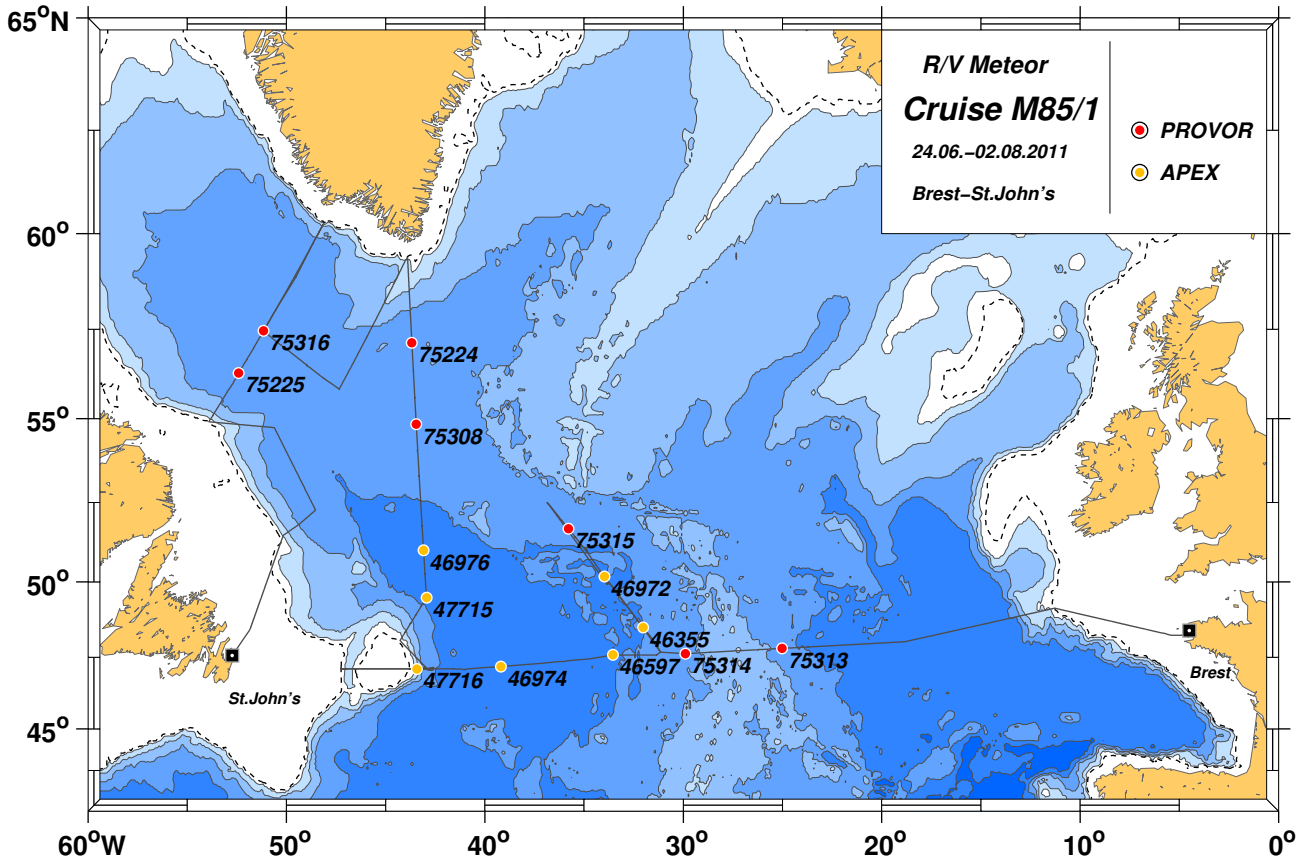 65°N
R/V Meteor
Cruise M85/1
24.06.–02.08.2011
Brest–St.John's
PROVOR
APEX
60°
75316
75224
75225
55°
75308
75315
46976
50°
46972
47715
46355
46597
75314
75313
47716
46974
St.John's
Brest
45°
60°W
50°
40°
30°
20°
10°
0°